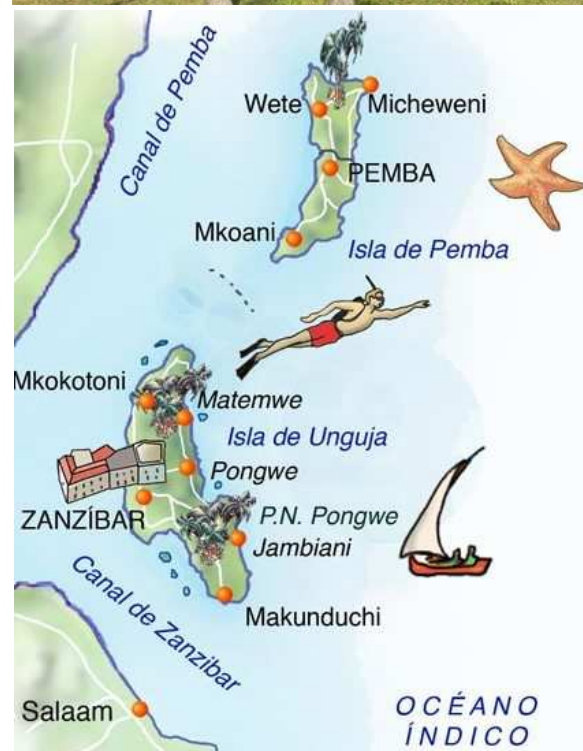 Canal de Pemba
Wete
Micheweni
PEMBA
Mkoani
Isla de Pemba
Mkokotoni
Matemwe
Isla de Unguja
Pongwe
ZANZÍBAR
P.N. Pongwe
Jambiani
Canal de Zanzibar
Makunduchi
Salaam
OCÉANO
ÍNDICO